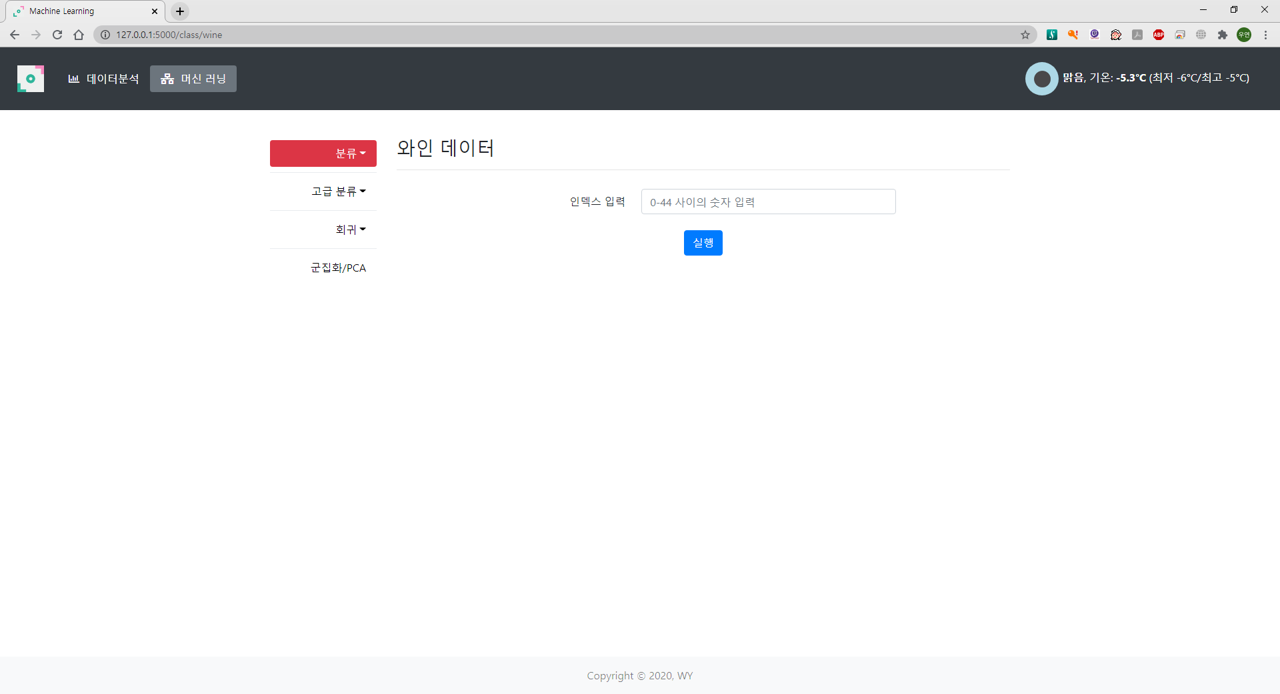 Machine Learning
127.0.0.1:5000/class/wine
ABP
우연
데이터분석
머신 러닝
맑음, 기온: -5.3℃ (최저 -6℃/최고 -5℃)
분류
고급 분류
회귀
군집화/PCA
와인 데이터
인덱스 입력
0-44 사이의 숫자 입력
실행
Copyright © 2020, WY